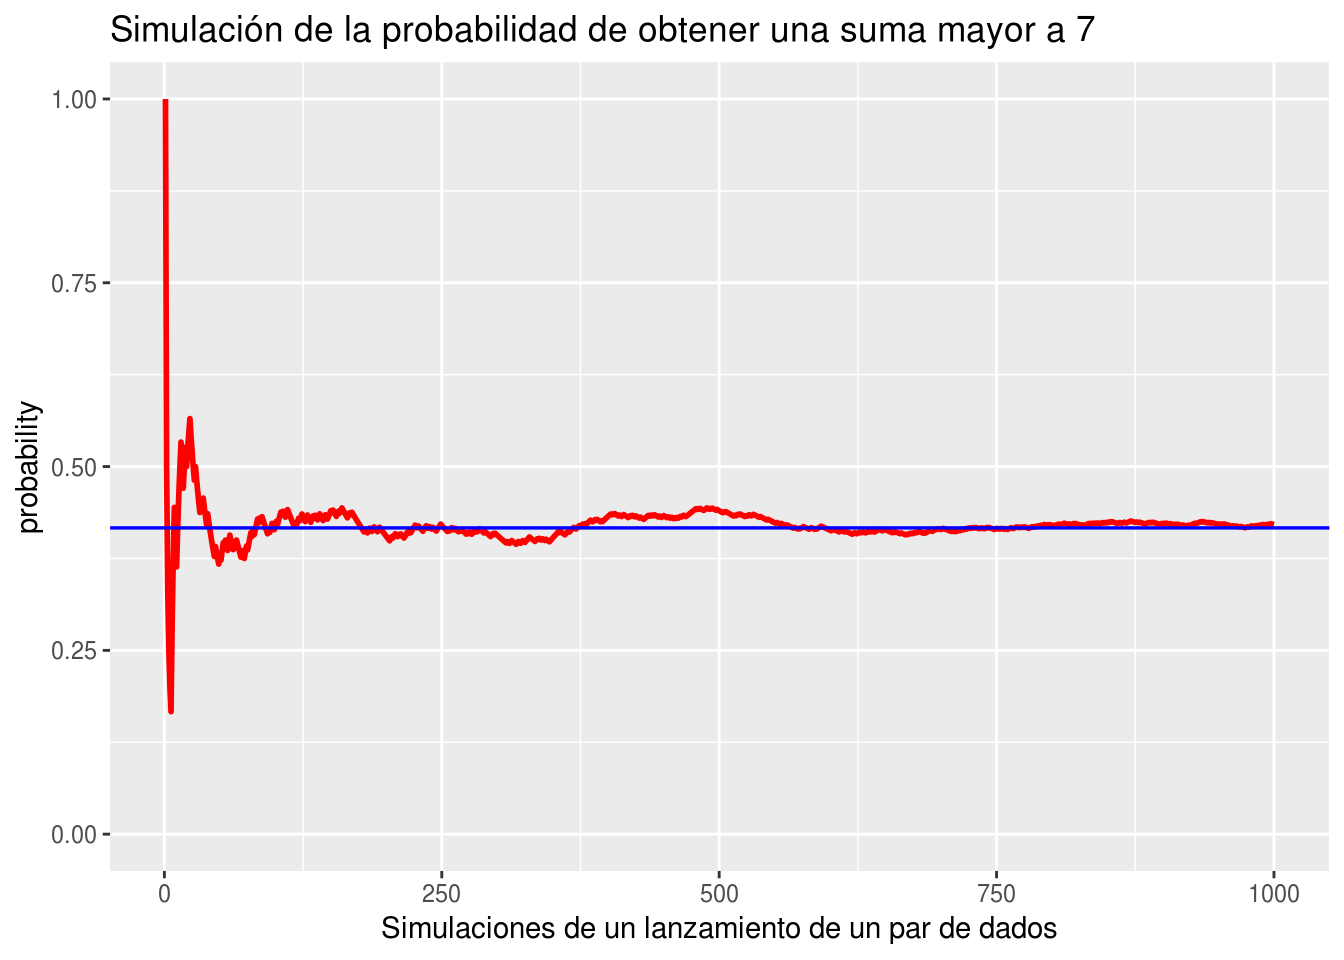 Simulación de la probabilidad de obtener una suma mayor a 7
1.00
0.75
0.50
0.25
0.00
probability
0 250 500 750 1000
Simulaciones de un lanzamiento de un par de dados